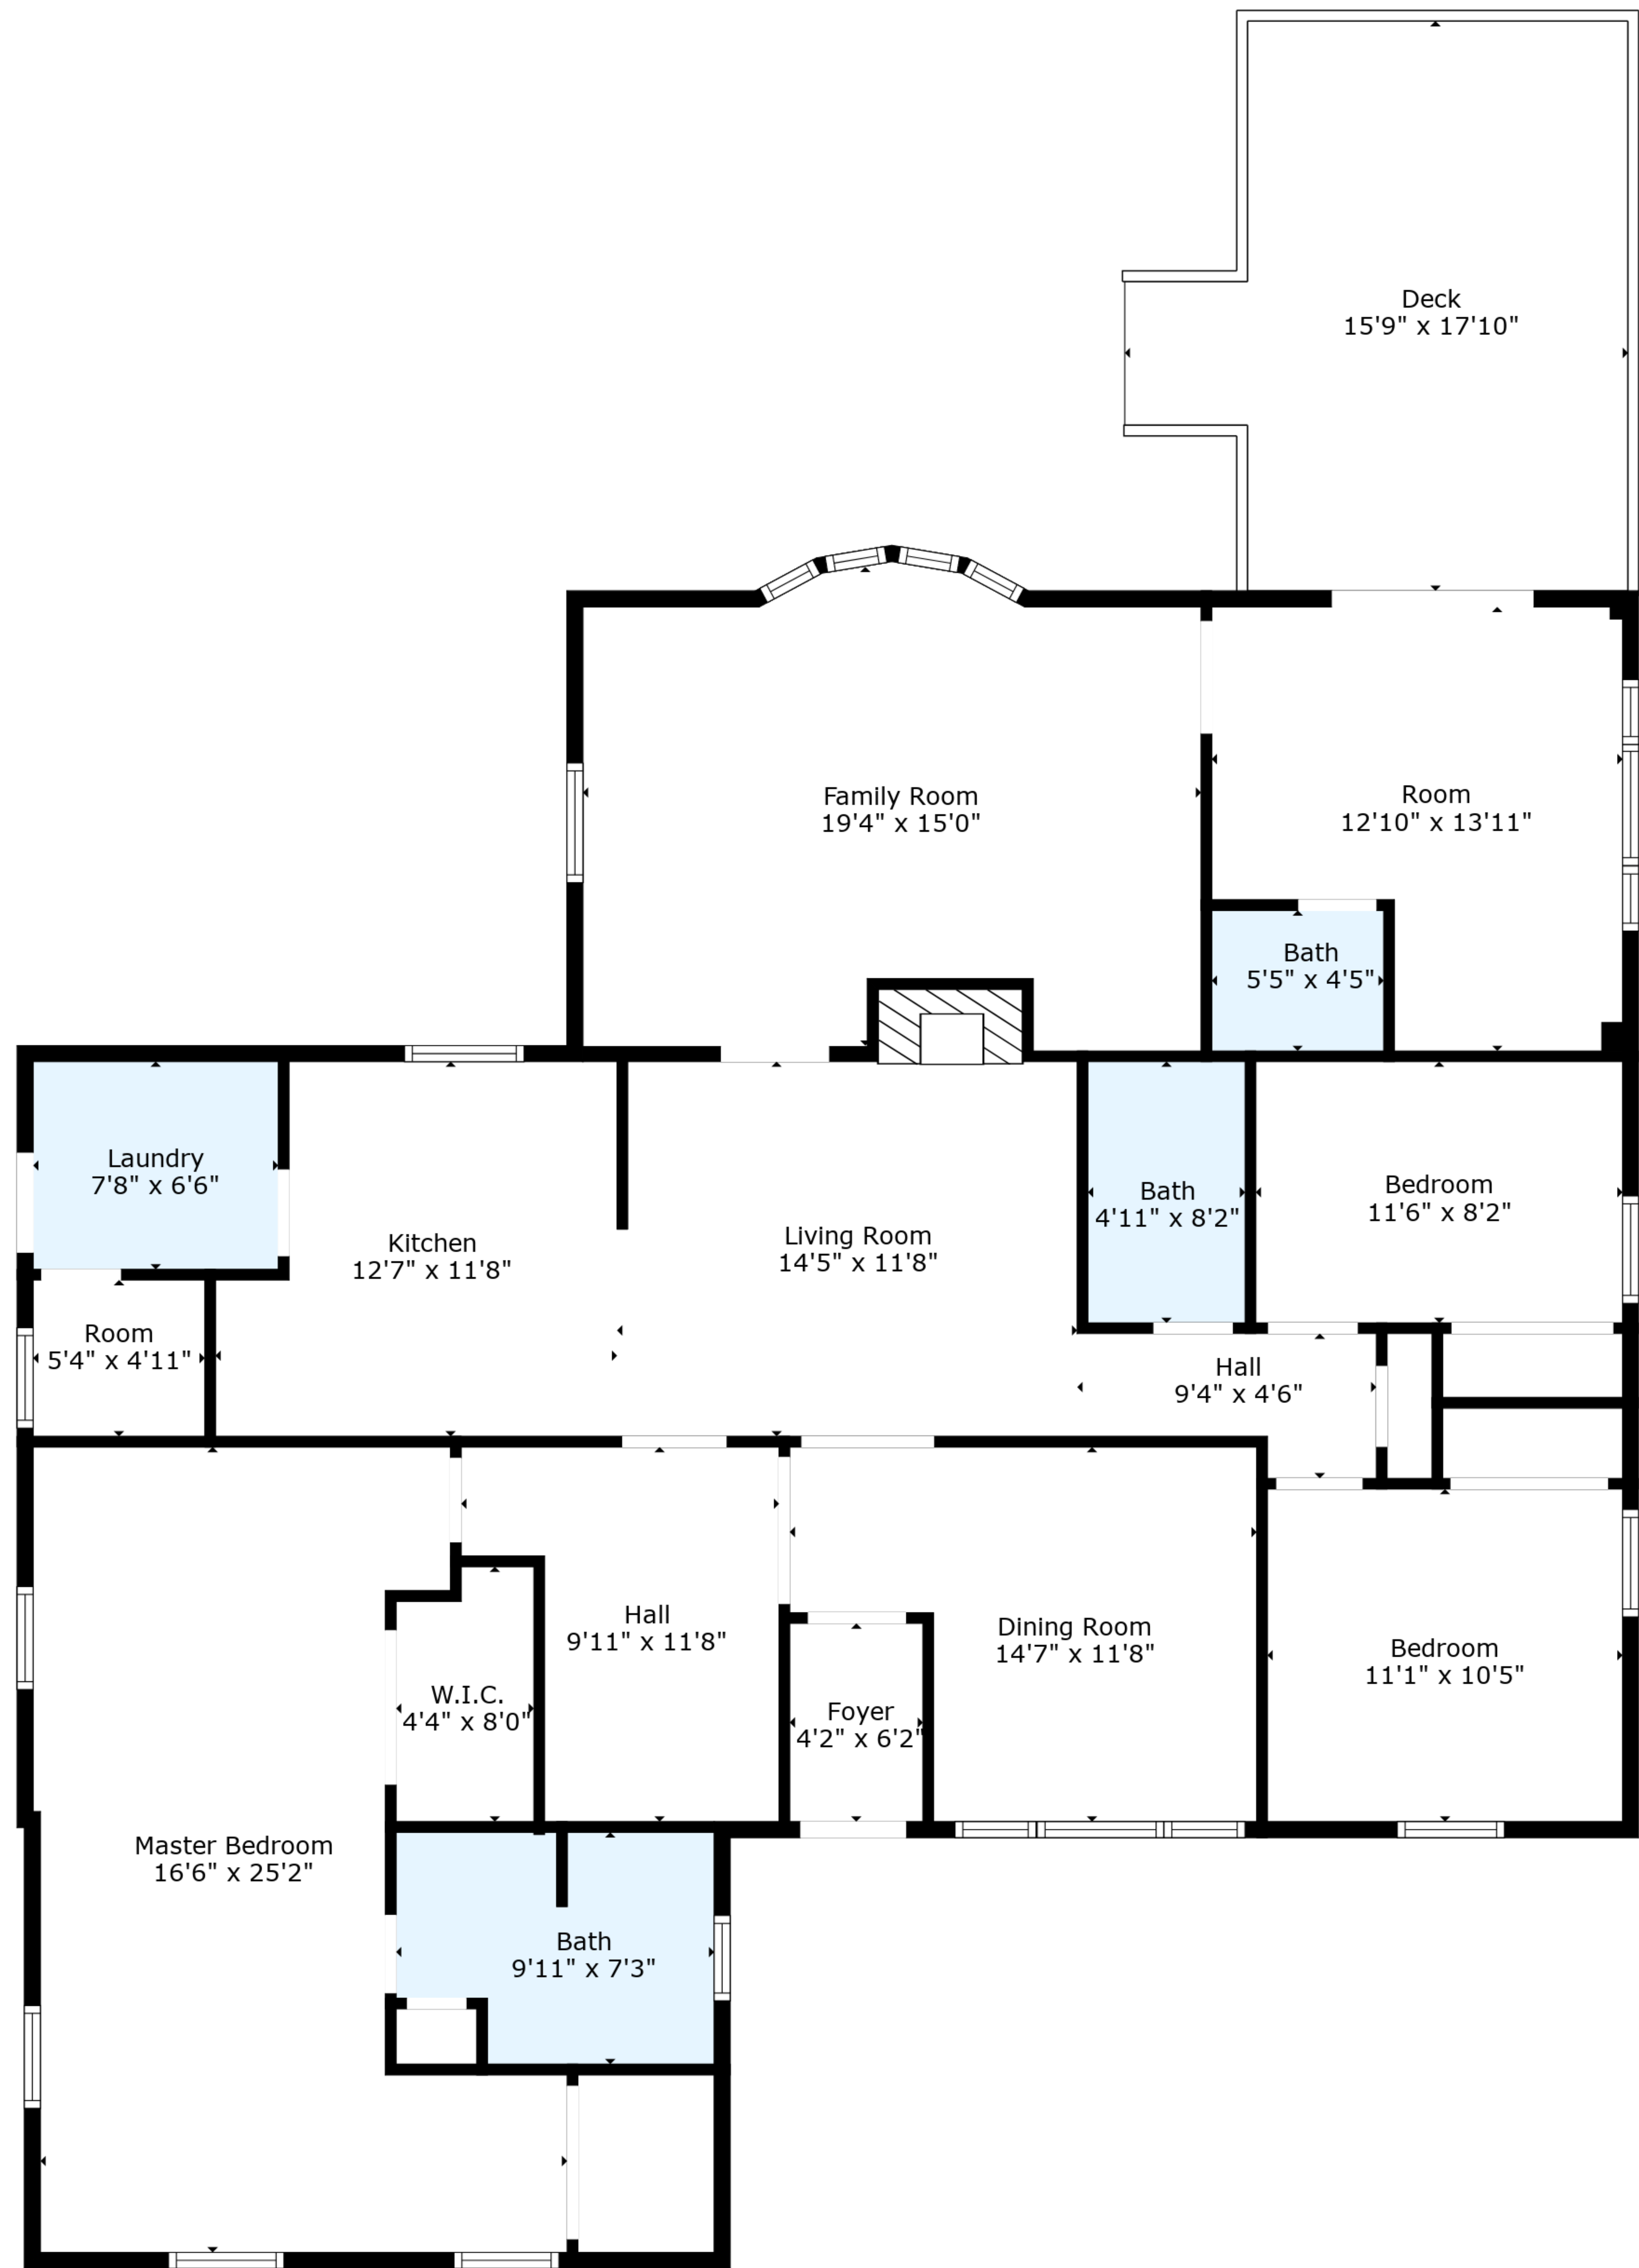 Deck
15'9" x 17'10"
Family Room
19'4" x 15'0"
Room
12'10" x 13'11"
Bath
5'5" x 4'5"
Laundry
7'8" x 6'6"
Kitchen
12'7" x 11'8"
Living Room
14'5" x 11'8"
Bath
4'11" x 8'2"
Bedroom
11'6" x 8'2"
Room
5'4" x 4'11"
Hall
9'4" x 4'6"
Hall
9'11" x 11'8"
Dining Room
14'7" x 11'8"
Bedroom
11'1" x 10'5"
W.I.C.
4'4" x 8'0"
Foyer
4'2" x 6'2"
Master Bedroom
16'6" x 25'2"
Bath
9'11" x 7'3"